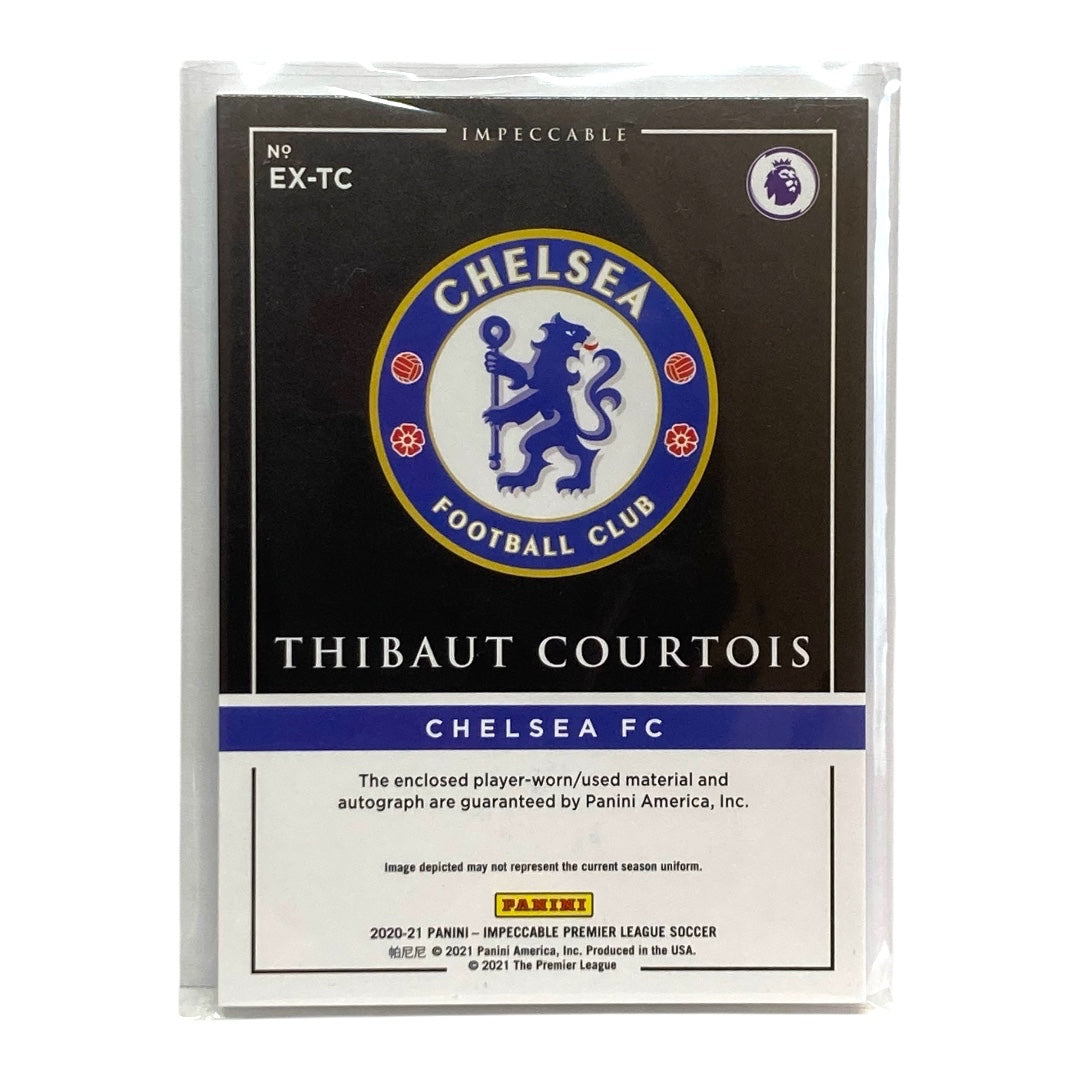 IMPECCABLE
Nº
EX-TC
CHELSEA
FOOTBALL CLUB
THIBAUT COURTOIS
CHELSEA FC
The enclosed player-worn/used material and
autograph are guaranteed by Panini America, Inc.
Image depicted may not represent the current season uniform.
PANINI
2020-21 PANINI – IMPECCABLE PREMIER LEAGUE SOCCER
帕尼尼 © 2021 Panini America, Inc. Produced in the USA.
© 2021 The Premier League